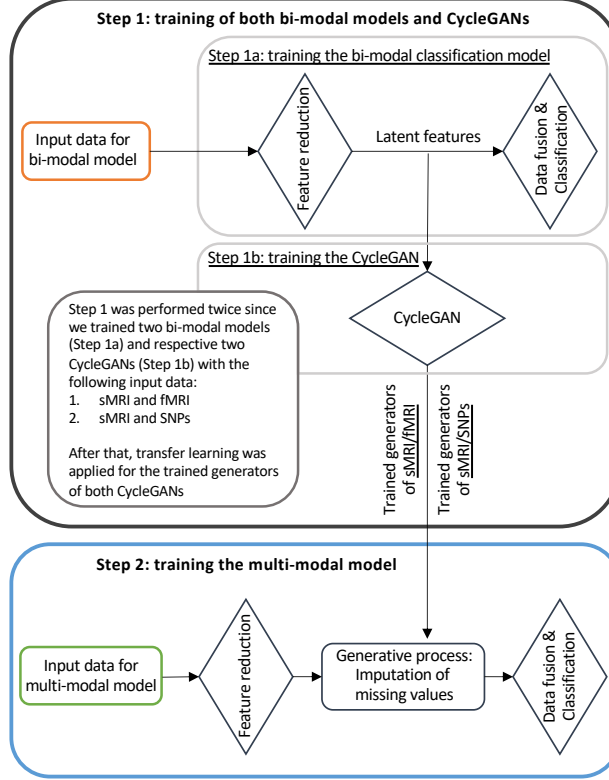 Step 1: training of both bi-modal models and CycleGANs
Step 1a: training the bi-modal classification model
Input data for
bi-modal model
Feature reduction
Latent features
Data fusion &
Classification
Step 1b: training the CycleGAN
CycleGAN
Step 1 was performed twice since
we trained two bi-modal models
(Step 1a) and respective two
CycleGANs (Step 1b) with the
following input data:
1. sMRI and fMRI
2. sMRI and SNPs
After that, transfer learning was
applied for the trained generators
of both CycleGANs
Trained generators
of sMRI/fMRI
Trained generators
of sMRI/SNPs
Step 2: training the multi-modal model
Input data for
multi-modal model
Feature reduction
Generative process:
Imputation of
missing values
Data fusion &
Classification